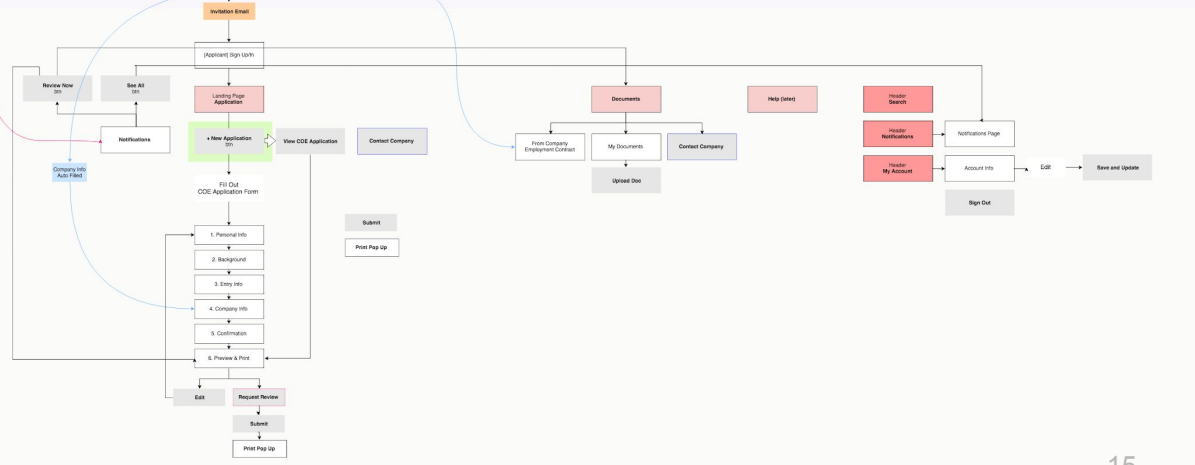 Invitation Email
[Applicant] Sign Up/In
Review Now
btn
See All
btn
Landing Page
Application
Documents
Help (later)
Header
Search
Notifications
+ New Application
btn
View COE Application
Contact Company
From Company
Employment Contract
My Documents
Contact Company
Header
Notifications
Notifications Page
Company Info
Auto Filled
Upload Doc
Header
My Account
Account Info
Edit
Save and Update
Fill Out
COE Application Form
Sign Out
Submit
1. Personal Info
Print Pop Up
2. Background
3. Entry Info
4. Company Info
5. Confirmation
6. Preview & Print
Edit
Request Review
Submit
Print Pop Up
15